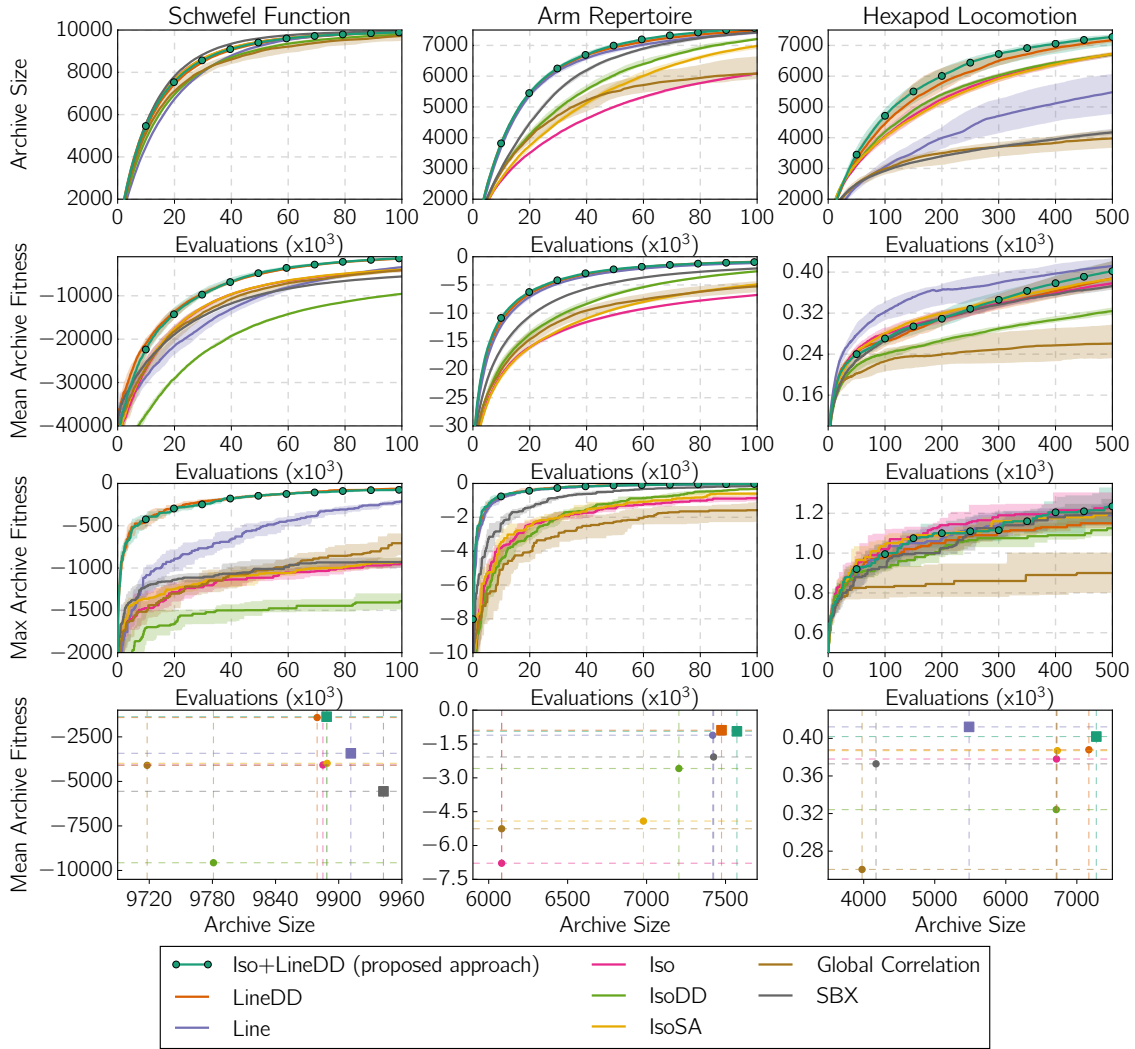 Schwefel Function
Arm Repertoire
Hexapod Locomotion
Archive Size
10000
8000
6000
4000
2000
0 20 40 60 80 100
Evaluations (x10³)
7000
6000
5000
4000
3000
2000
0 20 40 60 80 100
Evaluations (x10³)
8000
7000
6000
5000
4000
3000
2000
0 100 200 300 400 500
Evaluations (x10³)
Mean Archive Fitness
−10000
−20000
−30000
−40000
0 20 40 60 80 100
Evaluations (x10³)
0
−5
−10
−15
−20
−25
−30
0 20 40 60 80 100
Evaluations (x10³)
0.40
0.32
0.24
0.16
0 100 200 300 400 500
Evaluations (x10³)
Max Archive Fitness
0
−500
−1000
−1500
−2000
0 20 40 60 80 100
Evaluations (x10³)
0
−2
−4
−6
−8
−10
0 20 40 60 80 100
Evaluations (x10³)
1.2
1.0
0.8
0.6
0 100 200 300 400 500
Evaluations (x10³)
Mean Archive Fitness
−2500
−5000
−7500
−10000
9720 9780 9840 9900 9960
Archive Size
0.0
−1.5
−3.0
−4.5
−6.0
−7.5
6000 6500 7000 7500
Archive Size
0.40
0.36
0.32
0.28
4000 5000 6000 7000
Archive Size
Iso+LineDD (proposed approach)
LineDD
Line
Iso
IsoDD
IsoSA
Global Correlation
SBX